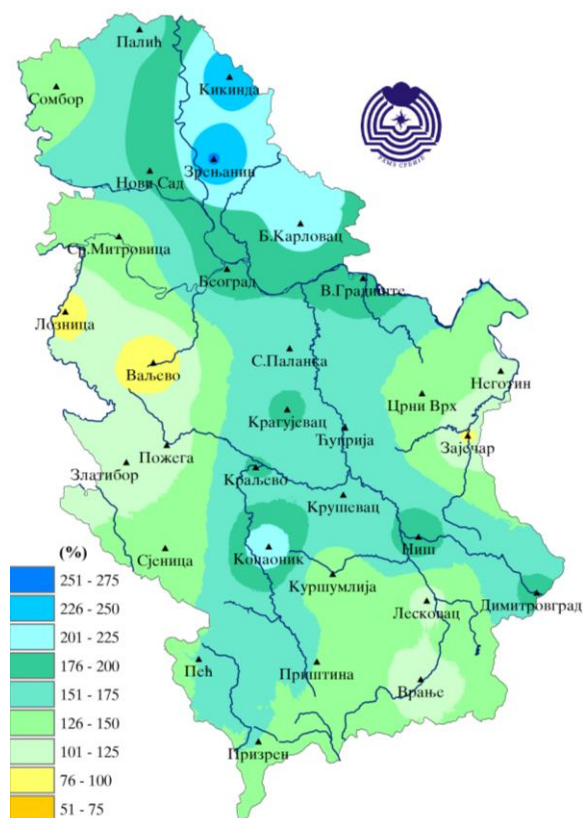 Палић
Кикинда
Сомбор
Зрењанин
Нови Сад
Б.Карловац
Ср.Митровица
Београд
В.Градиште
Лозница
С.Паланка
Ваљево
Неготин
Црни Врх
Крагујевац
Ћуприја
Зајечар
Пожега
Златибор
Краљево
Крушевац
Ниш
Копаоник
Сјеница
Куршумлија
Лесковац
Димитровград
Пећ
Приштина
Врање
Призрен
(%)
251 - 275
226 - 250
201 - 225
176 - 200
151 - 175
126 - 150
101 - 125
76 - 100
51 - 75